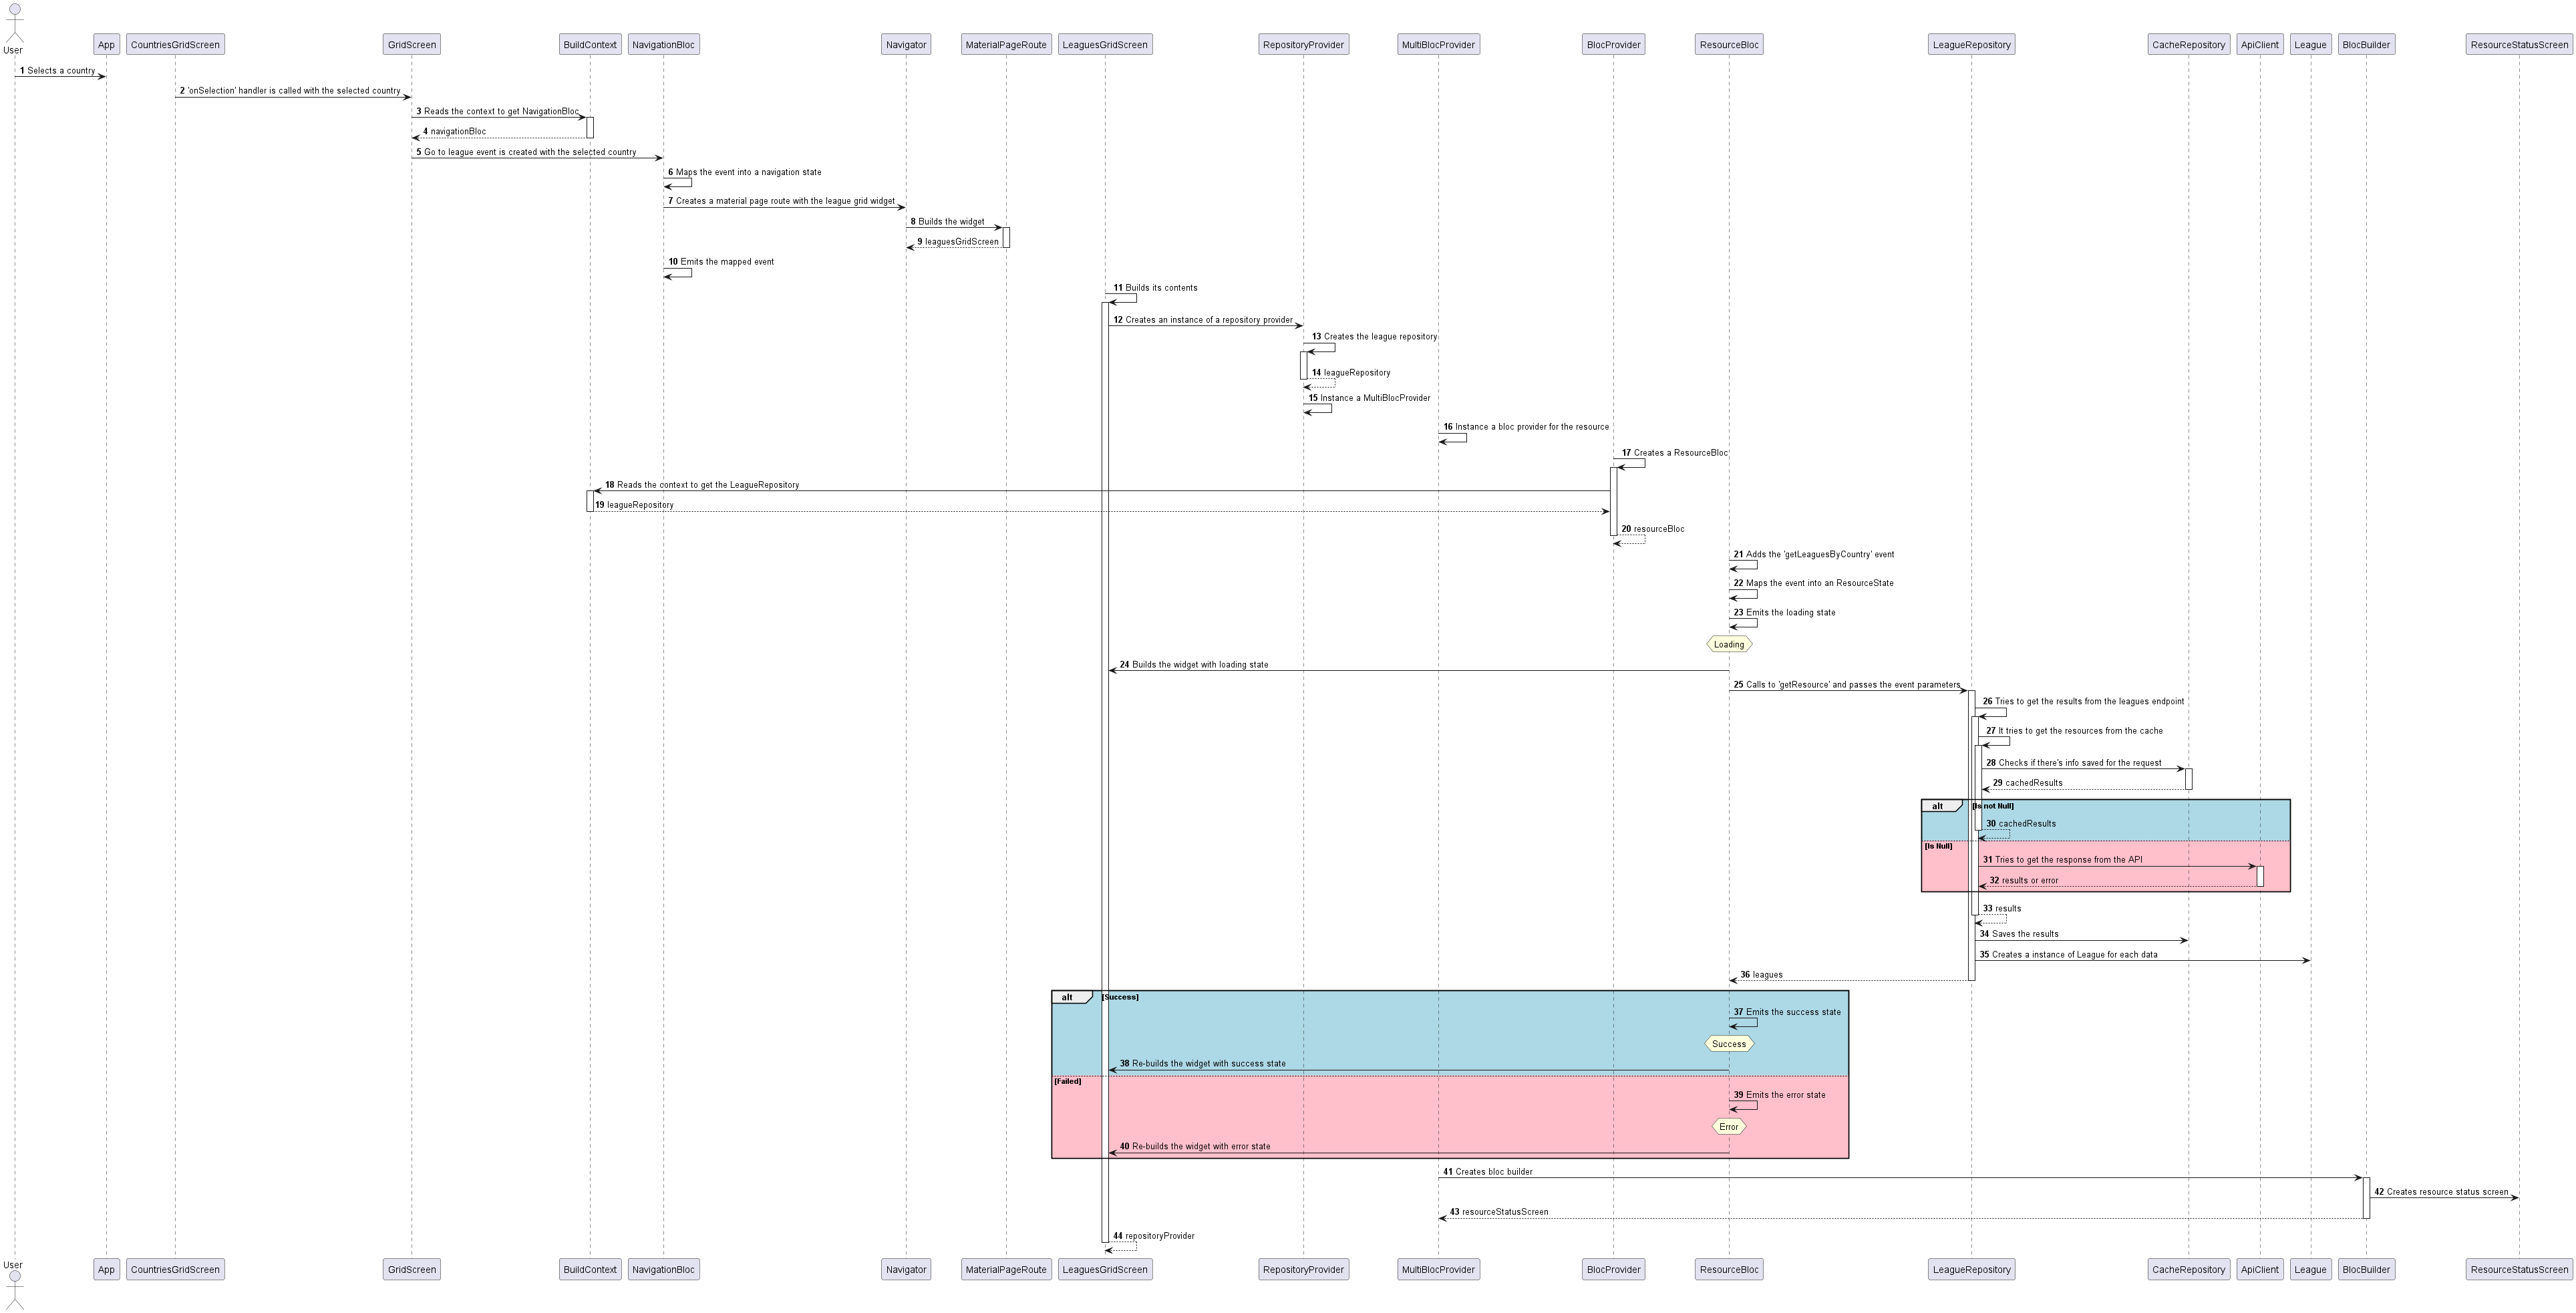 User
App
CountriesGridScreen
GridScreen
BuildContext
NavigationBloc
Navigator
MaterialPageRoute
LeaguesGridScreen
RepositoryProvider
MultiBlocProvider
BlocProvider
ResourceBloc
LeagueRepository
CacheRepository
ApiClient
League
BlocBuilder
ResourceStatusScreen
1 Selects a country
2 'onSelection' handler is called with the selected country
3 Reads the context to get NavigationBloc
4 navigationBloc
5 Go to league event is created with the selected country
6 Maps the event into a navigation state
7 Creates a material page route with the league grid widget
8 Builds the widget
9 leaguesGridScreen
10 Emits the mapped event
11 Builds its contents
12 Creates an instance of a repository provider
13 Creates the league repository
14 leagueRepository
15 Instance a MultiBlocProvider
16 Instance a bloc provider for the resource
17 Creates a ResourceBloc
18 Reads the context to get the LeagueRepository
19 leagueRepository
20 resourceBloc
21 Adds the 'getLeaguesByCountry' event
22 Maps the event into an ResourceState
23 Emits the loading state
Loading
24 Builds the widget with loading state
25 Calls to 'getResource' and passes the event parameters
26 Tries to get the results from the leagues endpoint
27 It tries to get the resources from the cache
28 Checks if there's info saved for the request
29 cachedResults
alt [Is not Null]
30 cachedResults
[Is Null]
31 Tries to get the response from the API
32 results or error
33 results
34 Saves the results
35 Creates a instance of League for each data
36 leagues
alt [Success]
37 Emits the success state
Success
38 Re-builds the widget with success state
[Failed]
39 Emits the error state
Error
40 Re-builds the widget with error state
41 Creates bloc builder
42 Creates resource status screen
43 resourceStatusScreen
44 repositoryProvider
User
App
CountriesGridScreen
GridScreen
BuildContext
NavigationBloc
Navigator
MaterialPageRoute
LeaguesGridScreen
RepositoryProvider
MultiBlocProvider
BlocProvider
ResourceBloc
LeagueRepository
CacheRepository
ApiClient
League
BlocBuilder
ResourceStatusScreen